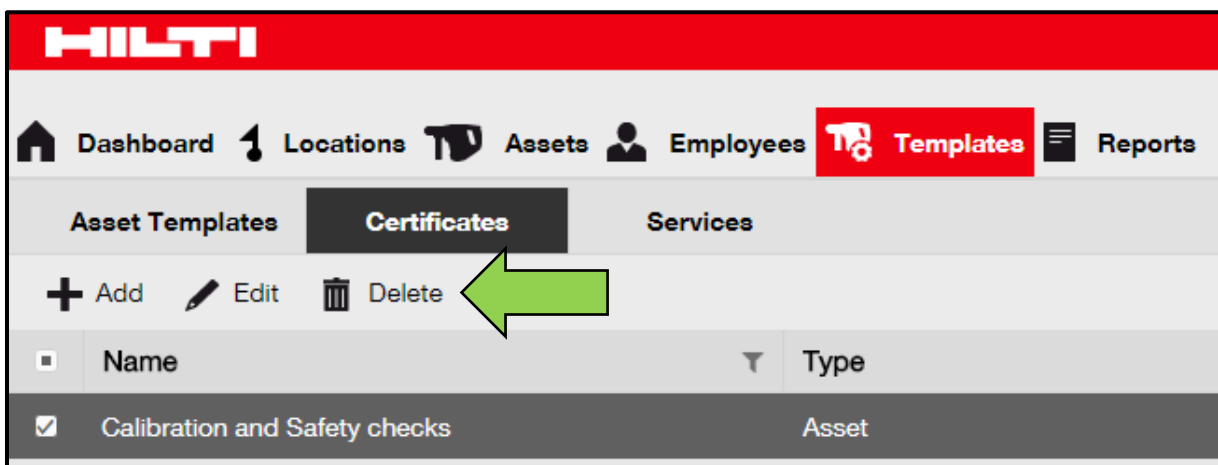 HILTI
Dashboard Locations Assets Employees Templates Reports
Asset Templates Certificates Services
Add Edit Delete
Name Type
Calibration and Safety checks Asset